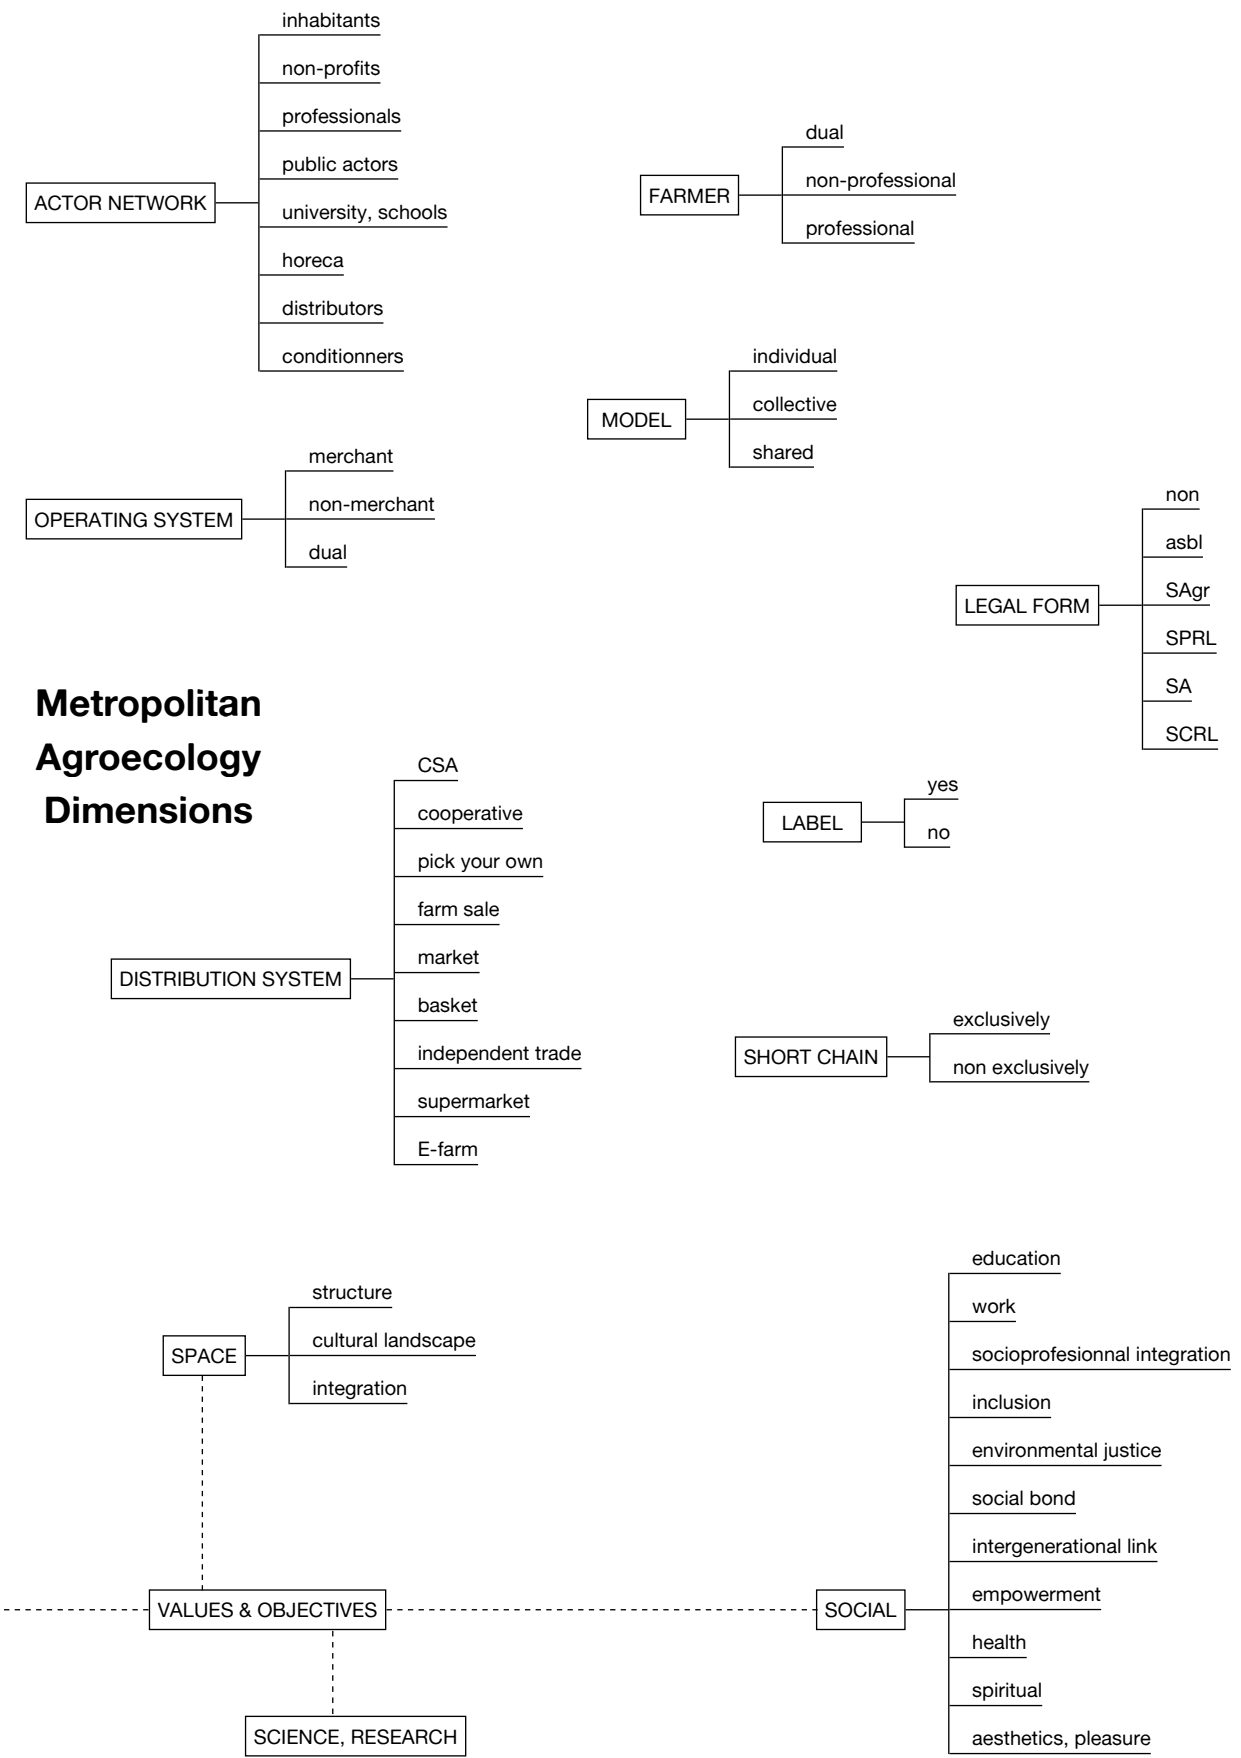 inhabitants
non-profits
professionals
public actors
ACTOR NETWORK
university, schools
horeca
distributors
conditionners
dual
FARMER
non-professional
professional
individual
MODEL
collective
shared
merchant
OPERATING SYSTEM
non-merchant
dual
non
asbl
SAgr
LEGAL FORM
SPRL
SA
SCRL
Metropolitan
Agroecology
Dimensions
CSA
cooperative
pick your own
farm sale
market
DISTRIBUTION SYSTEM
basket
independent trade
supermarket
E-farm
yes
LABEL
no
exclusively
SHORT CHAIN
non exclusively
structure
SPACE
cultural landscape
integration
VALUES & OBJECTIVES
SCIENCE, RESEARCH
education
work
socioprofesionnal integration
inclusion
environmental justice
social bond
intergenerational link
empowerment
SOCIAL
health
spiritual
aesthetics, pleasure